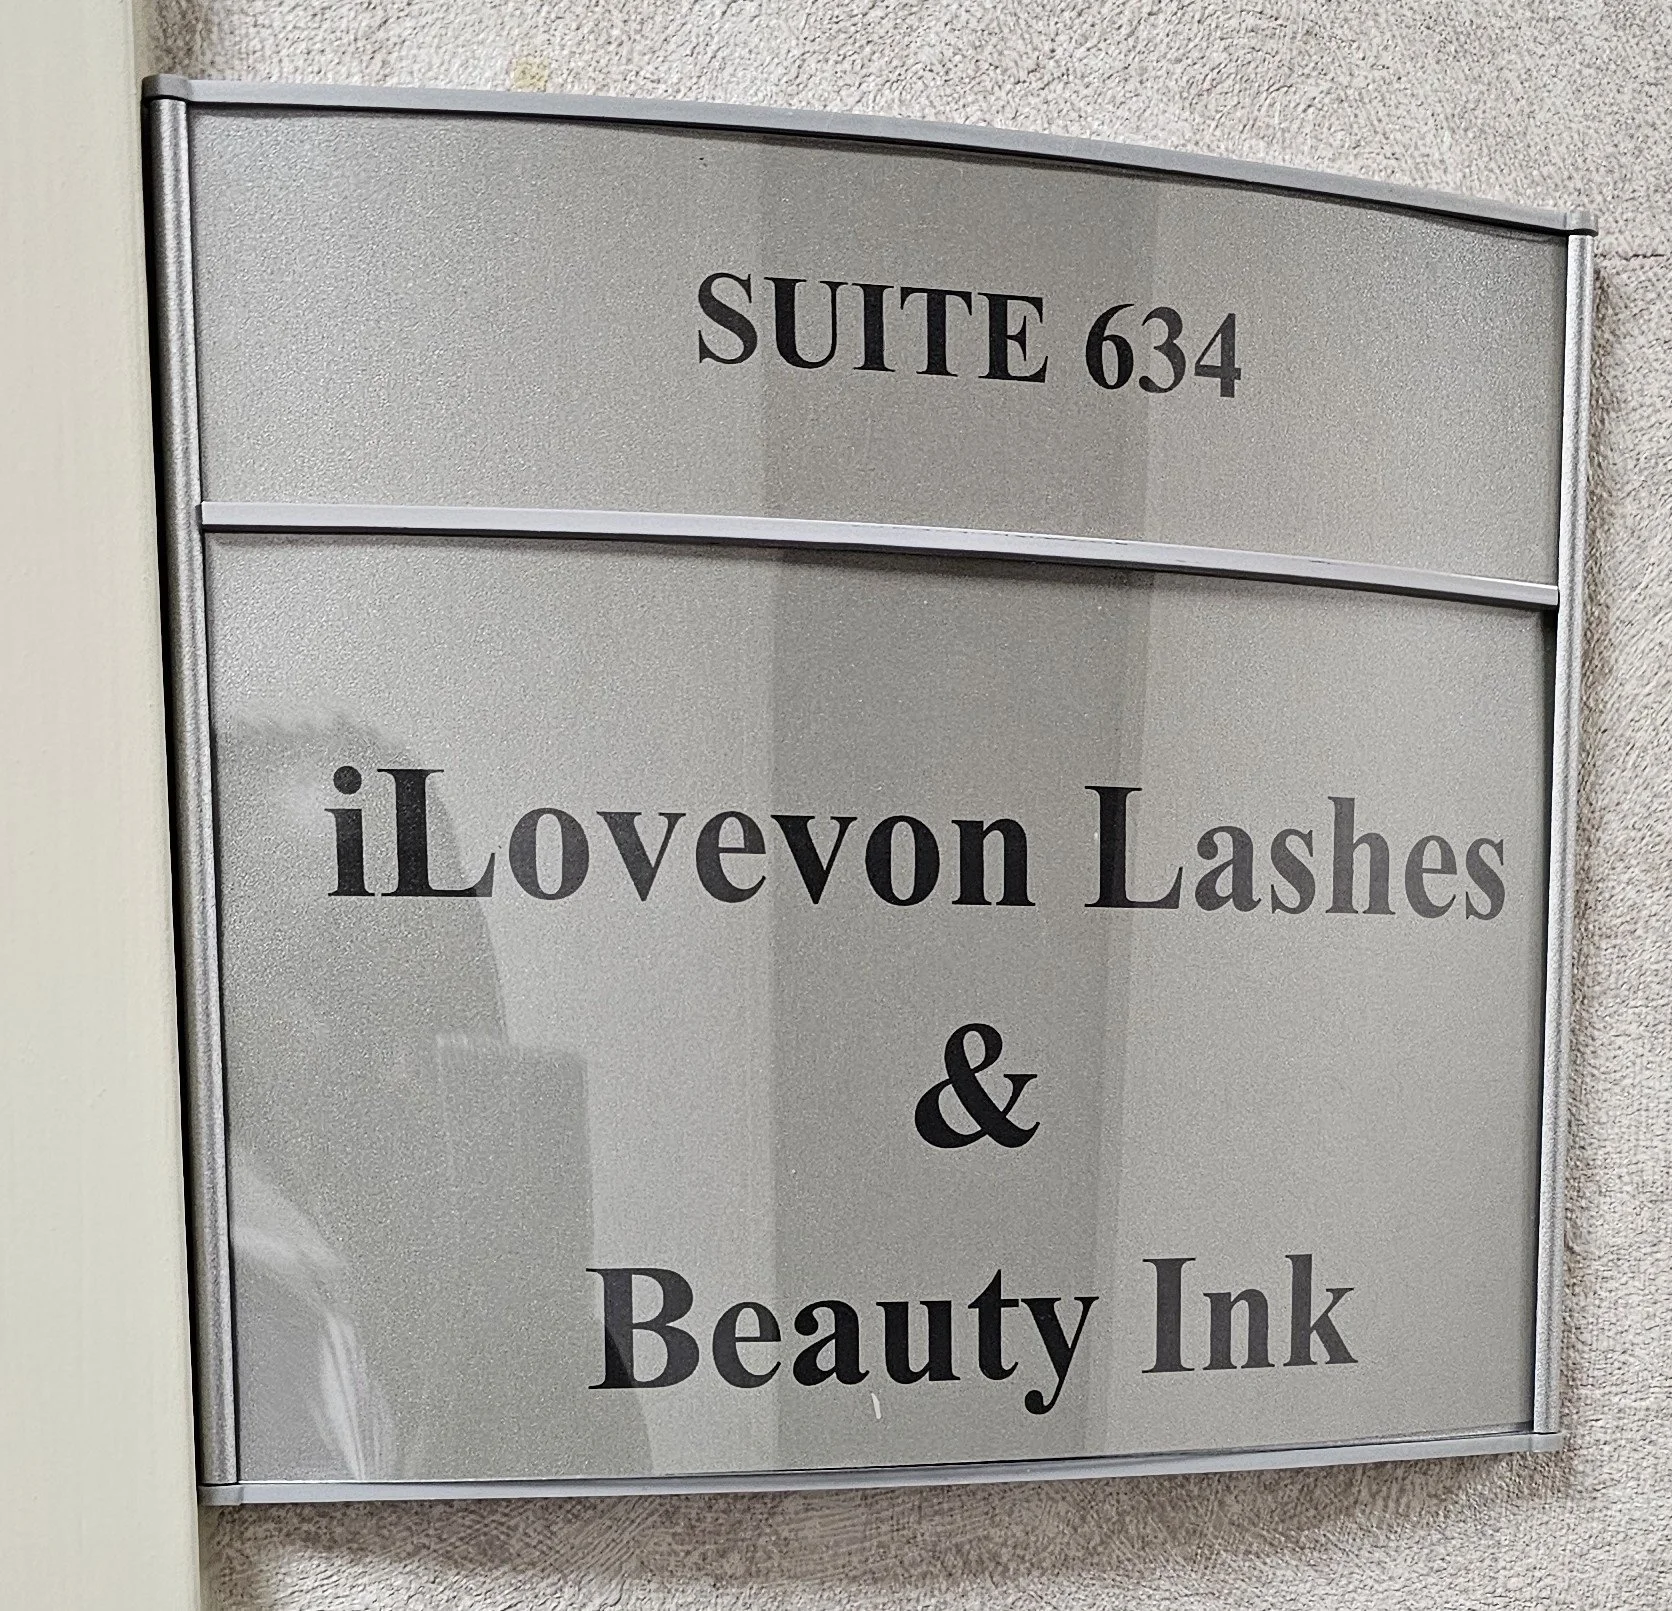 SUITE 634
iLovevon Lashes
&
Beauty Ink